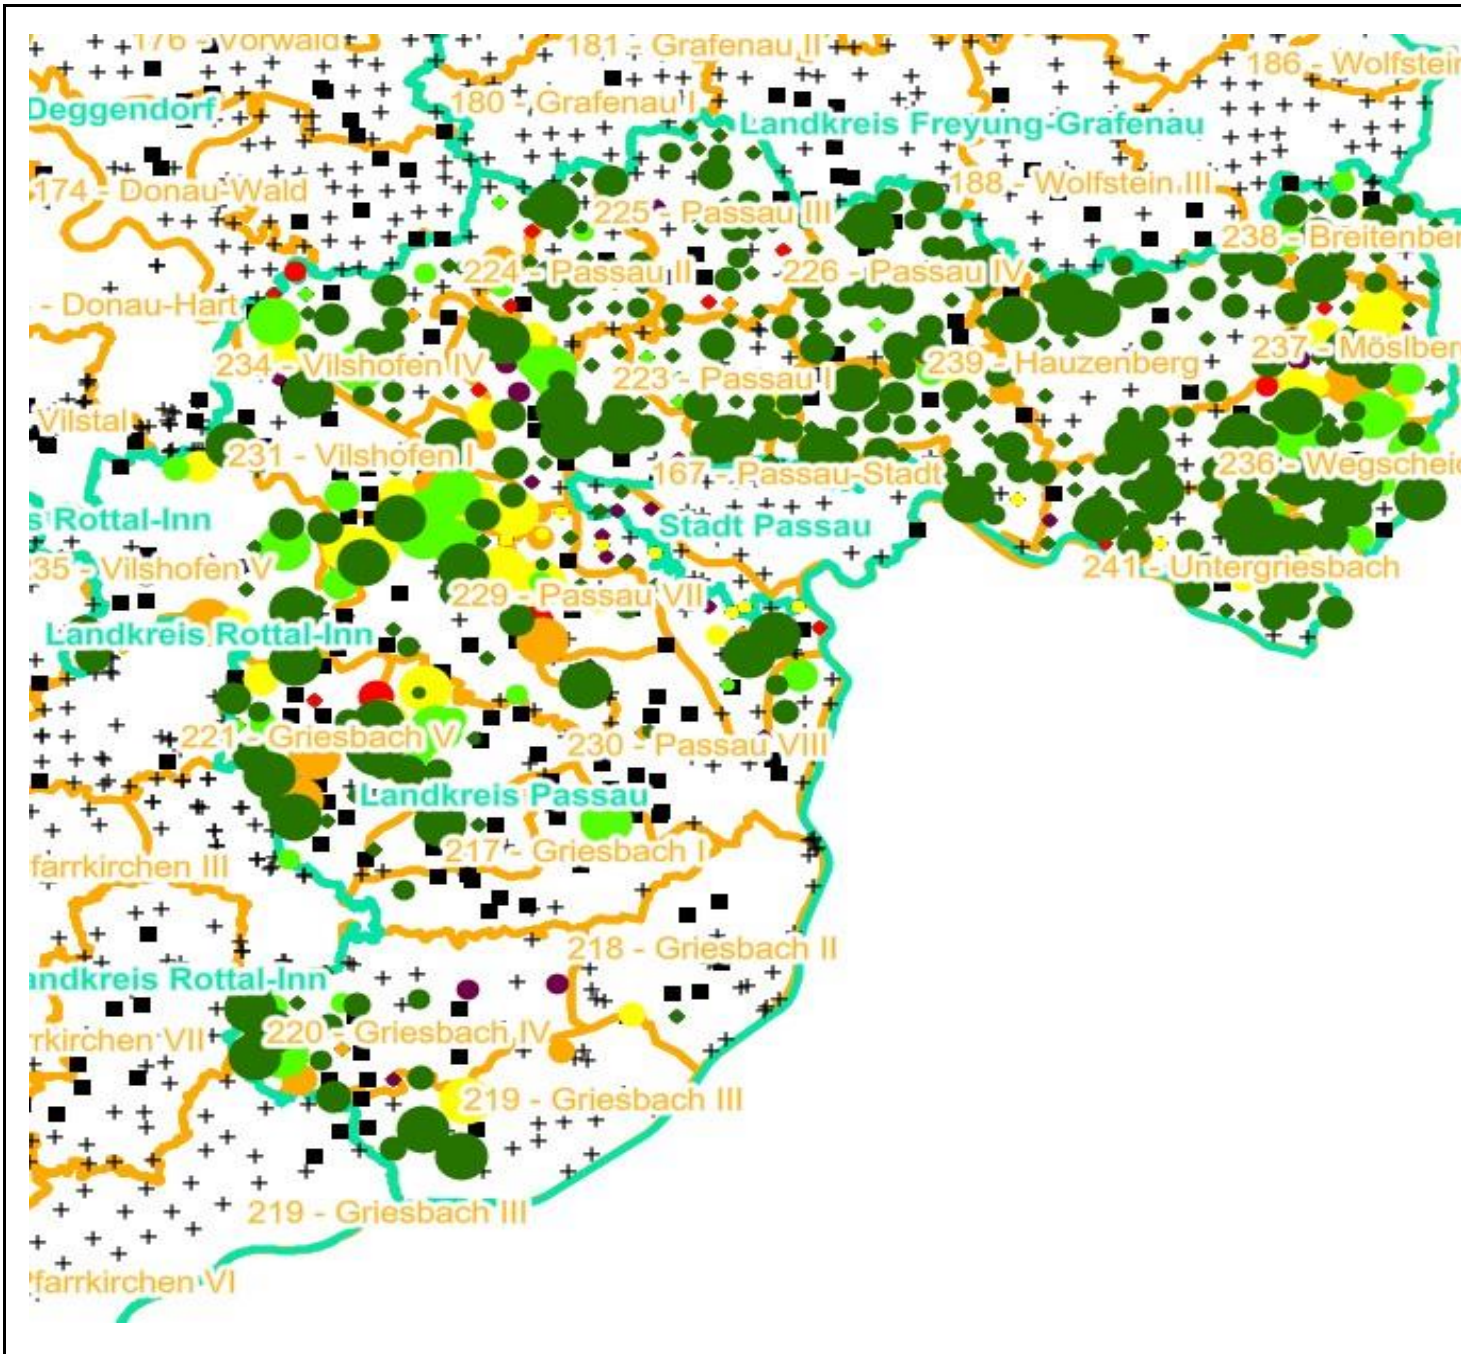 176 - Vorwald
181 - Grafenau II
186 - Wolfstein
Deggendorf
180 - Grafenau I
Landkreis Freyung-Grafenau
174 - Donau-Wald
188 - Wolfstein III
225 - Passau III
238 - Breitenber
224 - Passau II
226 - Passau IV
- Donau-Hart
234 - Vilshofen IV
223 - Passau I
239 - Hauzenberg
237 - Möslber
Vilstal
231 - Vilshofen I
167 - Passau-Stadt
236 - Wegscheid
s Rottal-Inn
Stadt Passau
35 - Vilshofen V
229 - Passau VII
241 - Untergriesbach
Landkreis Rottal-Inn
221 - Griesbach V
230 - Passau VIII
Landkreis Passau
217 - Griesbach I
farrkirchen III
218 - Griesbach II
andkreis Rottal-Inn
rrkirchen VII
220 - Griesbach IV
219 - Griesbach III
219 - Griesbach III
Pfarrkirchen VI